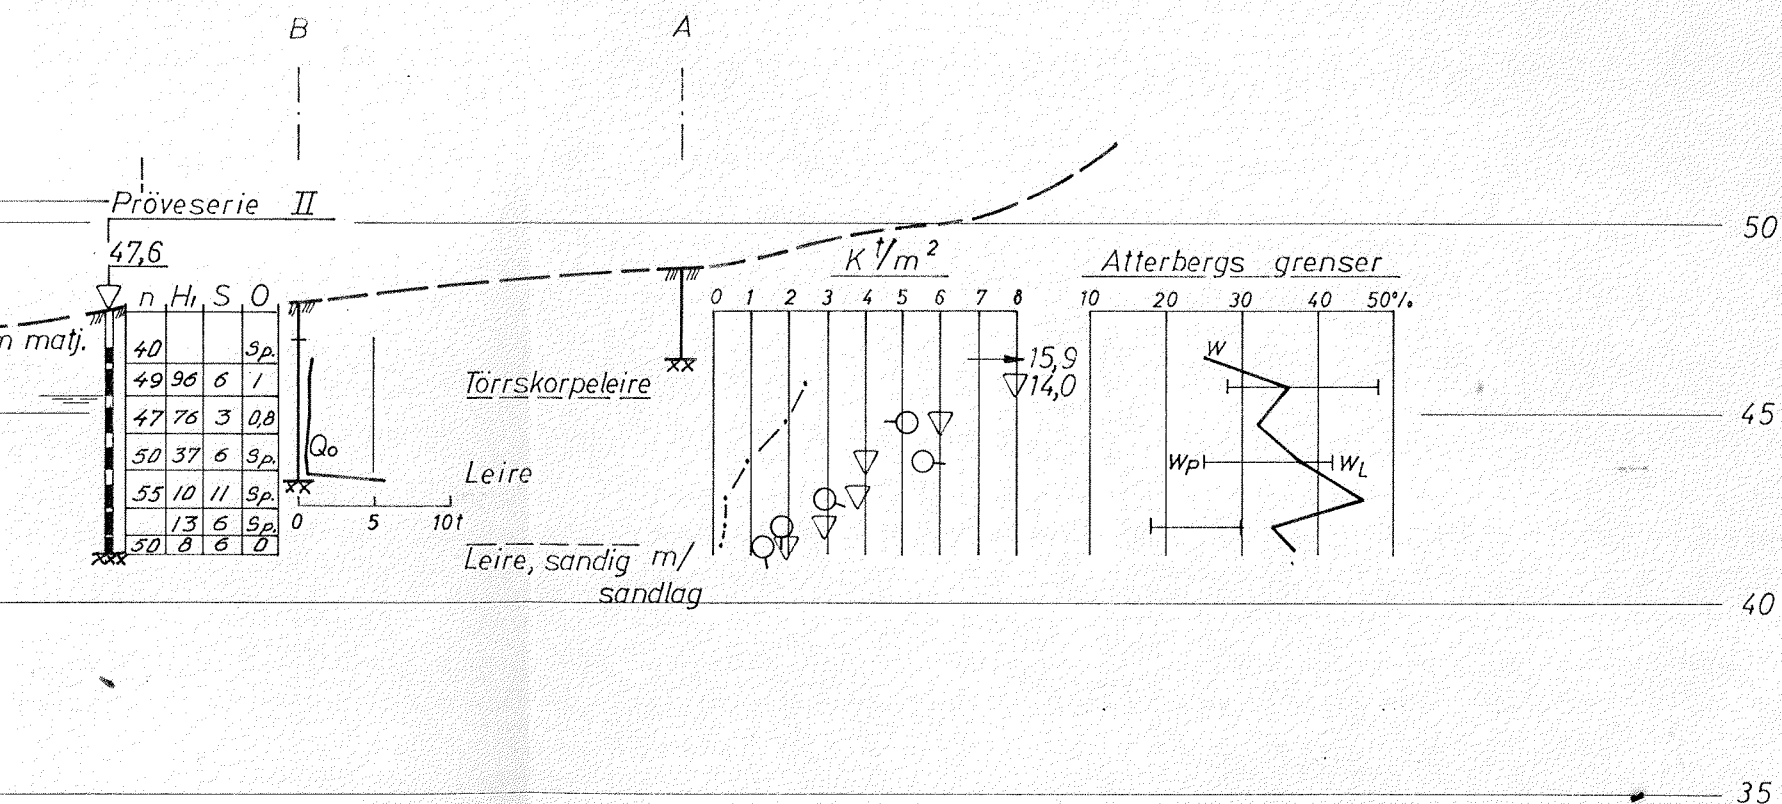 B A
Pröveserie II
50
47,6
K t/m²
Atterbergs grenser
n H₁ S O
0 1 2 3 4 5 6 7 8
10 20 30 40 50%
matj.
40 Sp.
49 96 6 1
47 76 3 0,8
50 37 6 Sp.
55 10 11 Sp.
13 6 Sp.
50 8 6 0
Qo
0 5 10t
Törrskorpeleire
Leire
Leire, sandig m/
sandlag
15,9
14,0
W
Wp WL
45
40
35